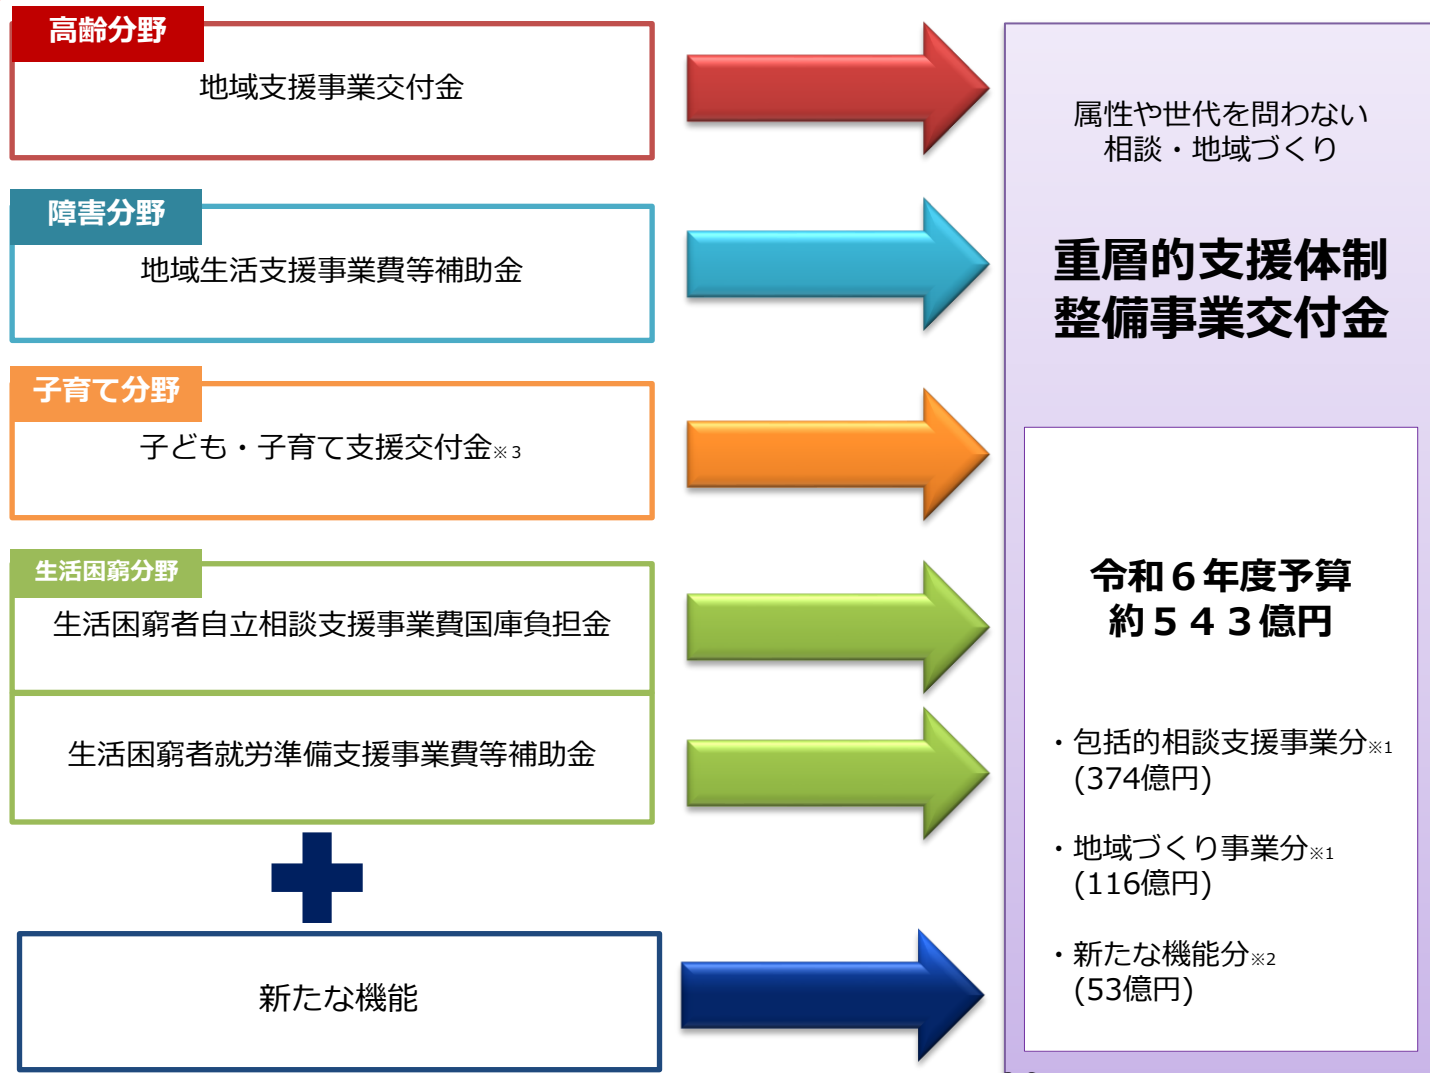 高齢分野
地域支援事業交付金
障害分野
地域生活支援事業費等補助金
子育て分野
子ども・子育て支援交付金※3
生活困窮分野
生活困窮者自立相談支援事業費国庫負担金
生活困窮者就労準備支援事業費等補助金
新たな機能
属性や世代を問わない
相談・地域づくり
重層的支援体制
整備事業交付金
令和６年度予算
約５４３億円
・包括的相談支援事業分※1
(374億円)
・地域づくり事業分※1
(116億円)
・新たな機能分※2
(53億円)